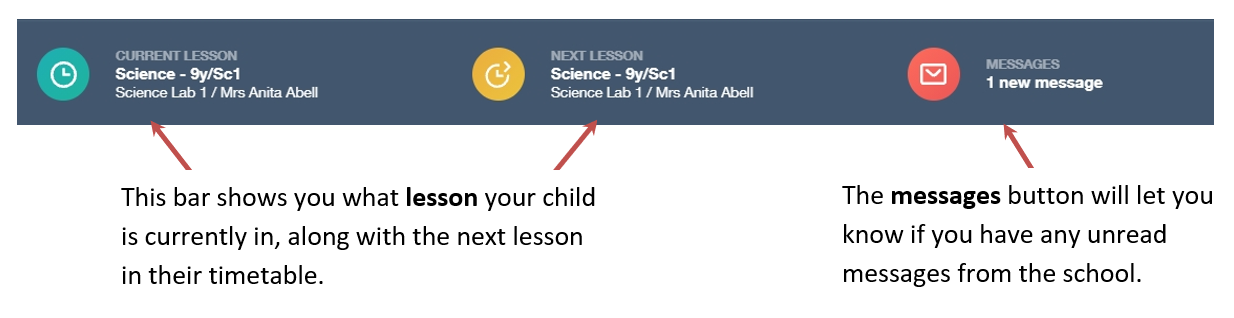 CURRENT LESSON
Science - 9y/Sc1
Science Lab 1 / Mrs Anita Abell
NEXT LESSON
Science - 9y/Sc1
Science Lab 1 / Mrs Anita Abell
MESSAGES
1 new message
This bar shows you what lesson your child
is currently in, along with the next lesson
in their timetable.
The messages button will let you
know if you have any unread
messages from the school.